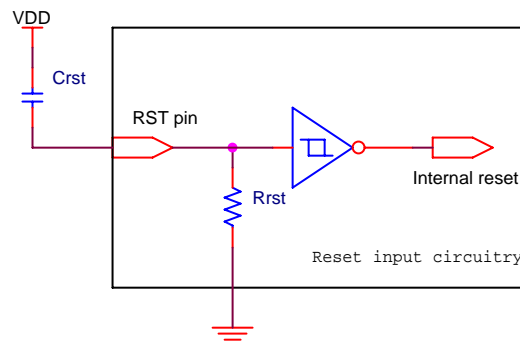 VDD
Crst
RST pin
Internal reset
Rrst
Reset input circuitry